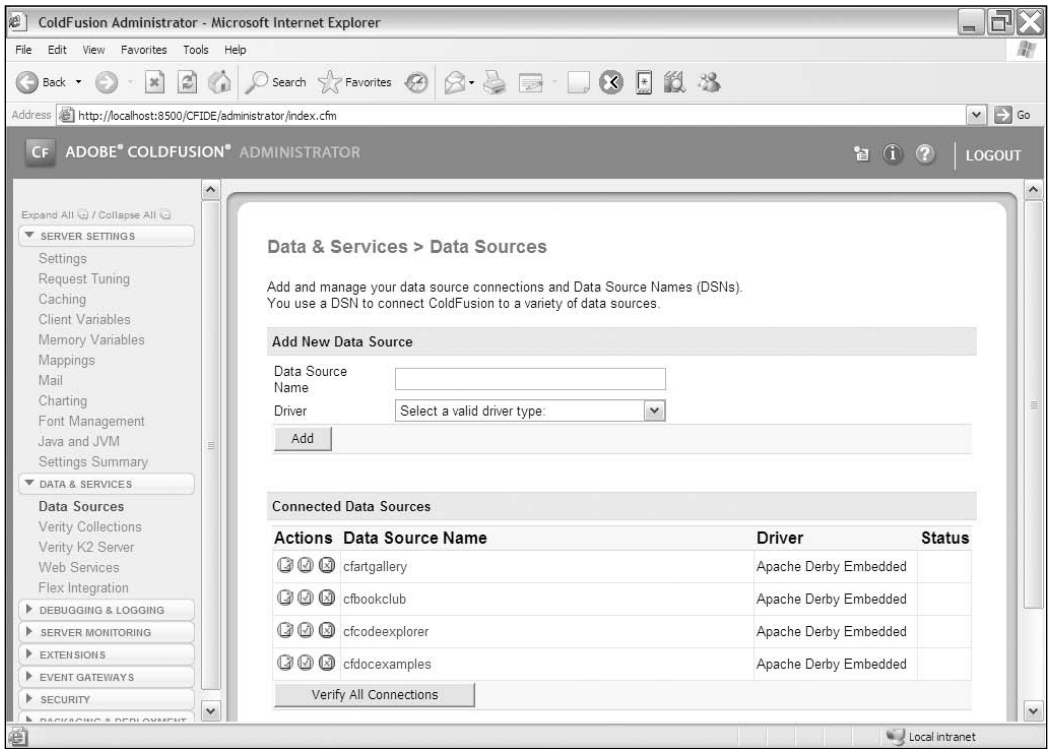 ColdFusion Administrator - Microsoft Internet Explorer
File Edit View Favorites Tools Help
Back Search Favorites
Address http://localhost:8500/CFIDE/administrator/index.cfm Go
CF ADOBE® COLDFUSION® ADMINISTRATOR LOGOUT
Expand All / Collapse All
SERVER SETTINGS
Settings
Request Tuning
Caching
Client Variables
Memory Variables
Mappings
Mail
Charting
Font Management
Java and JVM
Settings Summary
DATA & SERVICES
Data Sources
Verity Collections
Verity K2 Server
Web Services
Flex Integration
DEBUGGING & LOGGING
SERVER MONITORING
EXTENSIONS
EVENT GATEWAYS
SECURITY
PACKAGING & DEPLOYMENT
Data & Services > Data Sources
Add and manage your data source connections and Data Source Names (DSNs).
You use a DSN to connect ColdFusion to a variety of data sources.
Add New Data Source
Data Source
Name
Driver Select a valid driver type:
Add
Connected Data Sources
Actions Data Source Name Driver Status
cfartgallery Apache Derby Embedded
cfbookclub Apache Derby Embedded
cfcodeexplorer Apache Derby Embedded
cfdocexamples Apache Derby Embedded
Verify All Connections
Local intranet